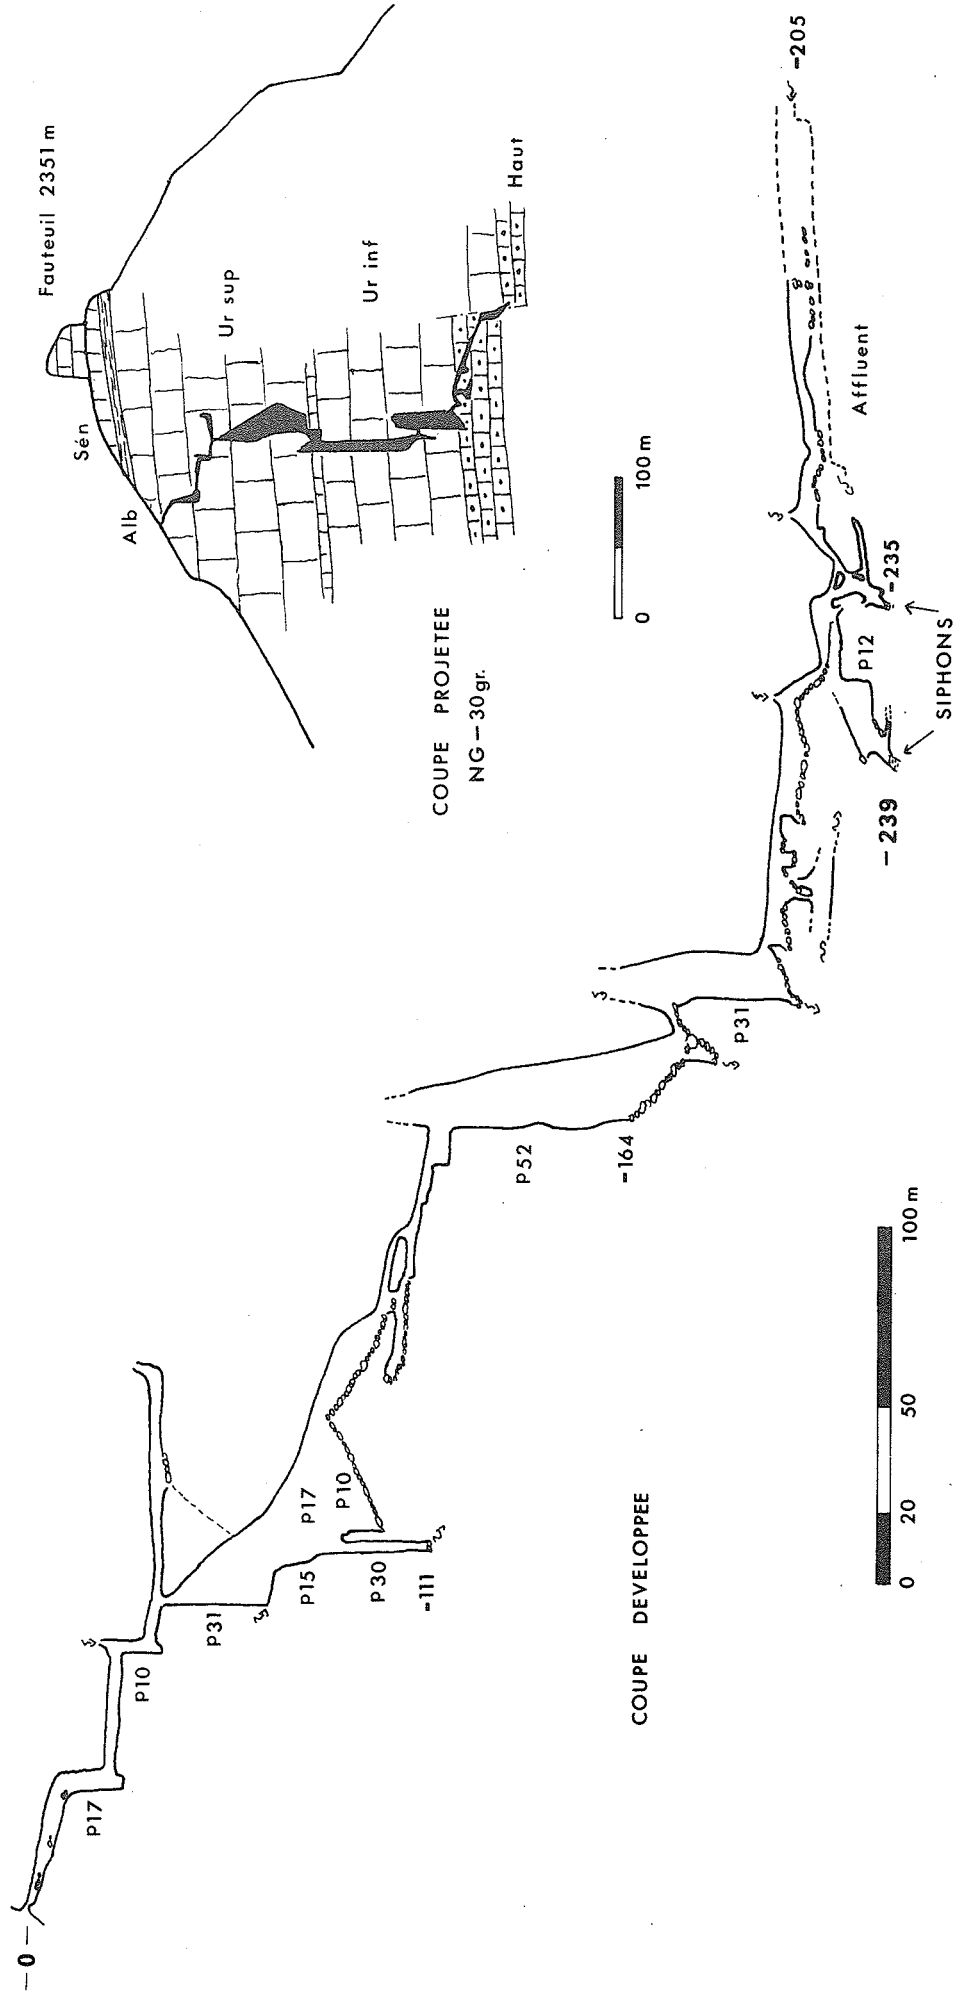 Fauteuil 2351 m
Sén
Alb
Ur sup
Ur inf
Haut
COUPE PROJETEE
NG – 30 gr.
0
100 m
– 0 –
P17
P10
P31
P15
P30
-111
P17
P10
P52
-164
P31
-239
P12
-235
SIPHONS
Affluent
-205
COUPE DEVELOPPEE
0
20
50
100 m